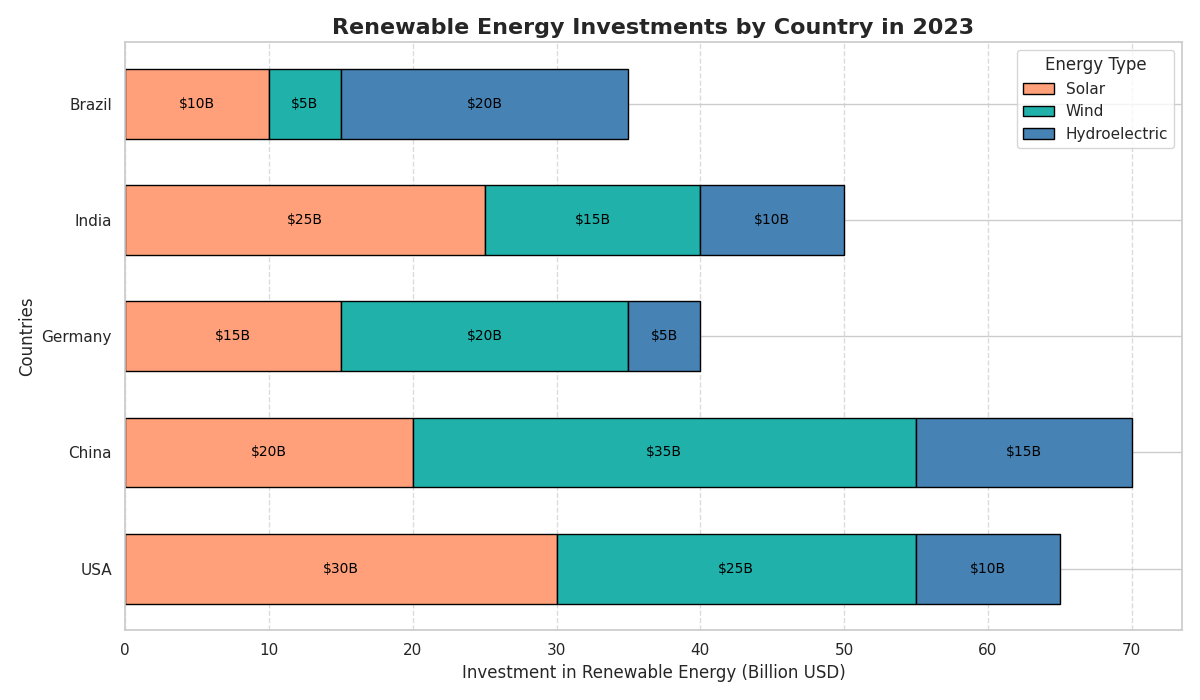 Renewable Energy Investments by Country in 2023
Energy Type
Solar
Wind
Hydroelectric
Brazil
$10B $5B $20B
India
$25B $15B $10B
Germany
$15B $20B $5B
China
$20B $35B $15B
USA
$30B $25B $10B
Countries
0 10 20 30 40 50 60 70
Investment in Renewable Energy (Billion USD)